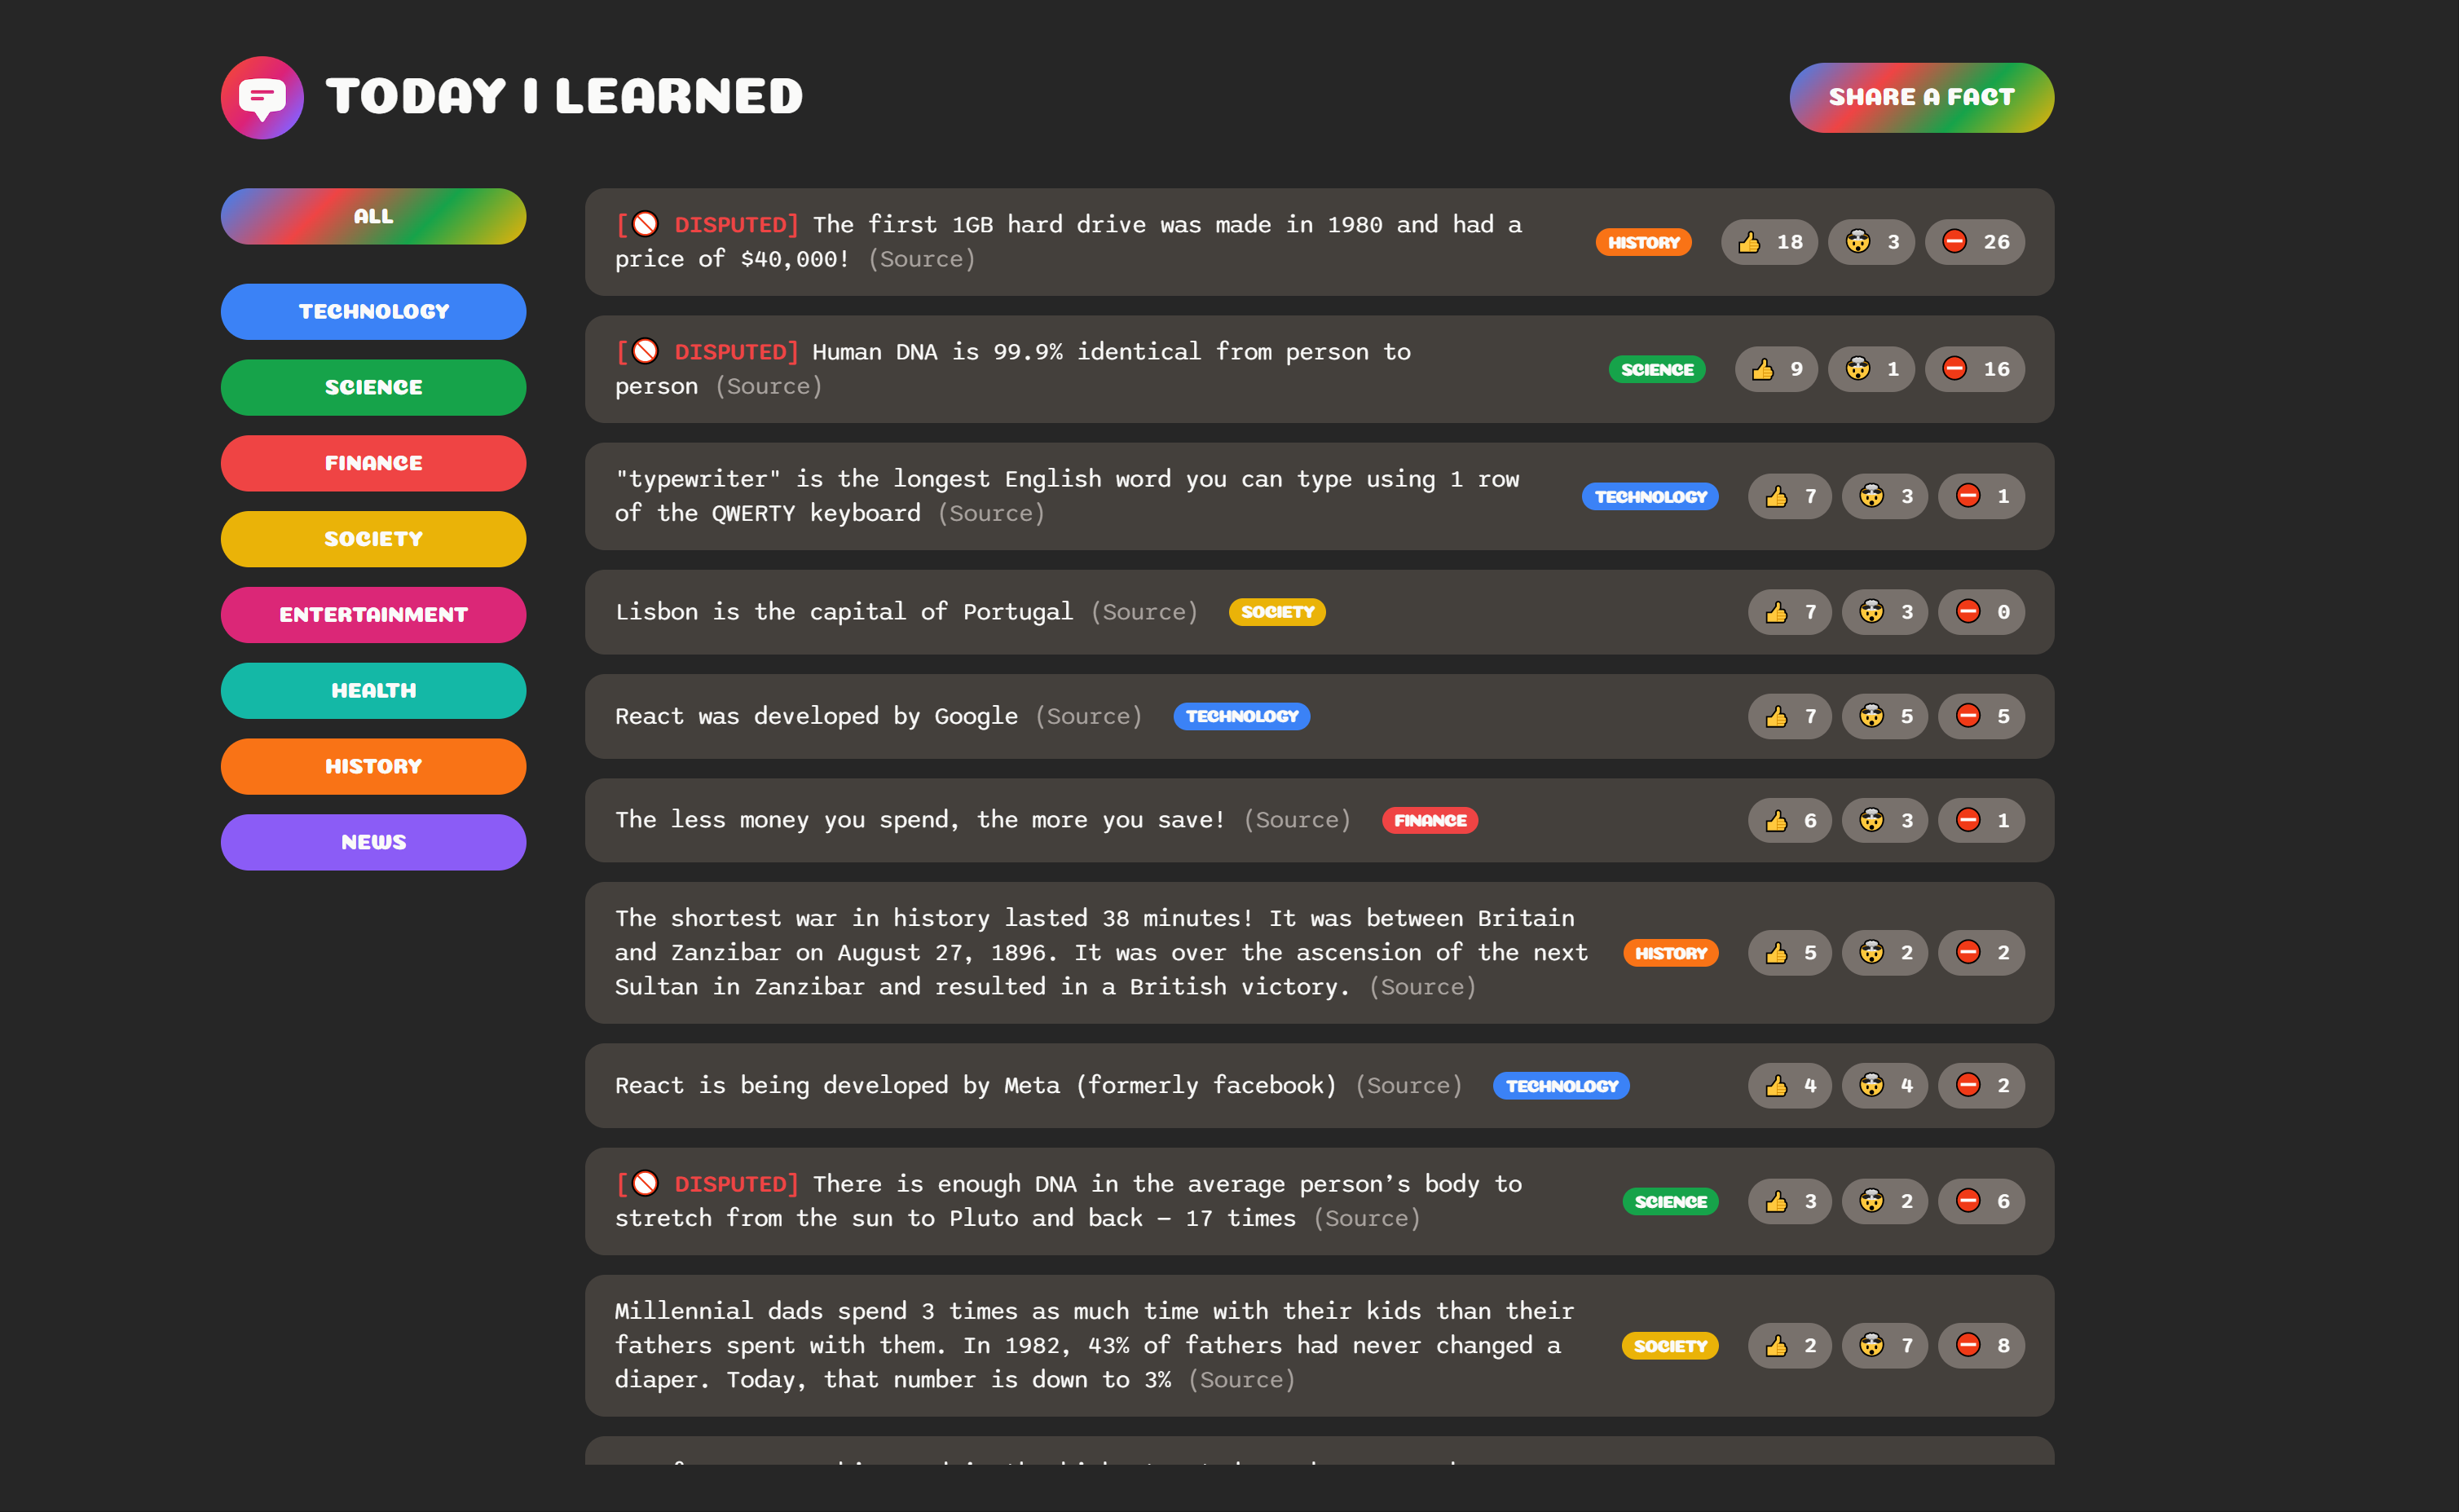 TODAY I LEARNED
SHARE A FACT
ALL
TECHNOLOGY
SCIENCE
FINANCE
SOCIETY
ENTERTAINMENT
HEALTH
HISTORY
NEWS
[🚫 DISPUTED] The first 1GB hard drive was made in 1980 and had a
price of $40,000! (Source)
HISTORY
👍 18 🤯 3 ⛔ 26
[🚫 DISPUTED] Human DNA is 99.9% identical from person to
person (Source)
SCIENCE
👍 9 🤯 1 ⛔ 16
"typewriter" is the longest English word you can type using 1 row
of the QWERTY keyboard (Source)
TECHNOLOGY
👍 7 🤯 3 ⛔ 1
Lisbon is the capital of Portugal (Source) SOCIETY
👍 7 🤯 3 ⛔ 0
React was developed by Google (Source) TECHNOLOGY
👍 7 🤯 5 ⛔ 5
The less money you spend, the more you save! (Source) FINANCE
👍 6 🤯 3 ⛔ 1
The shortest war in history lasted 38 minutes! It was between Britain
and Zanzibar on August 27, 1896. It was over the ascension of the next
Sultan in Zanzibar and resulted in a British victory. (Source)
HISTORY
👍 5 🤯 2 ⛔ 2
React is being developed by Meta (formerly facebook) (Source) TECHNOLOGY
👍 4 🤯 4 ⛔ 2
[🚫 DISPUTED] There is enough DNA in the average person’s body to
stretch from the sun to Pluto and back — 17 times (Source)
SCIENCE
👍 3 🤯 2 ⛔ 6
Millennial dads spend 3 times as much time with their kids than their
fathers spent with them. In 1982, 43% of fathers had never changed a
diaper. Today, that number is down to 3% (Source)
SOCIETY
👍 2 🤯 7 ⛔ 8